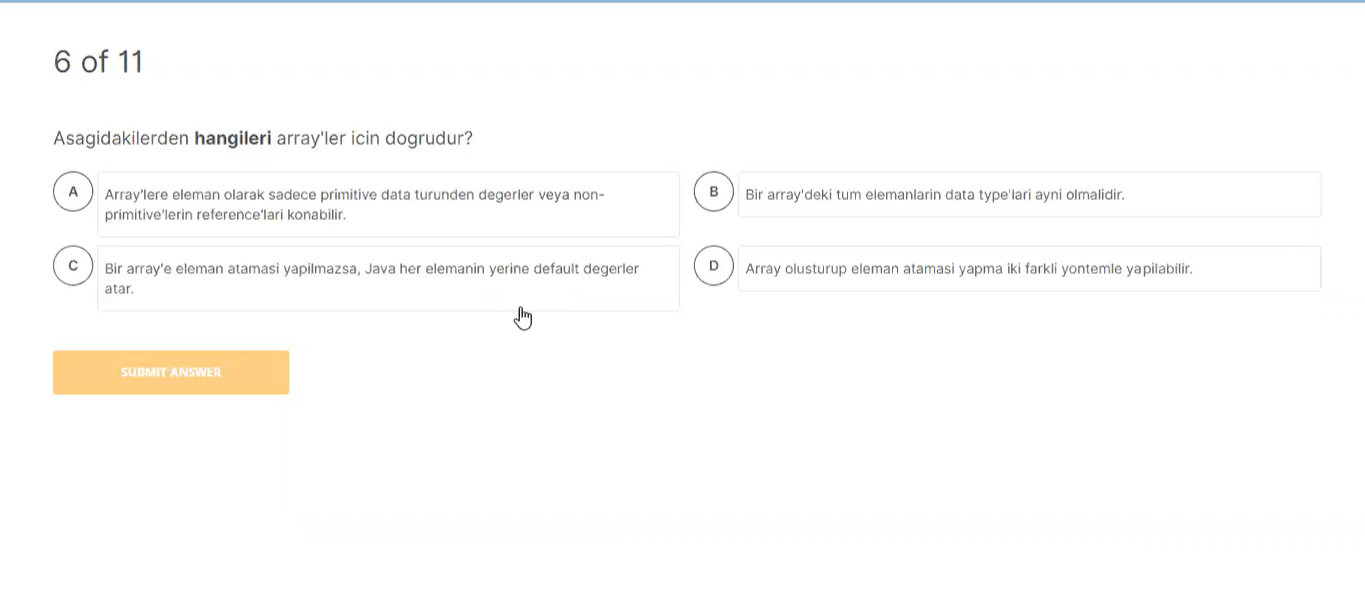 6 of 11
Asagidakilerden hangileri array'ler icin dogrudur?
A
Array'lere eleman olarak sadece primitive data turunden degerler veya non-
primitive'lerin reference'lari konabilir.
B
Bir array'deki tum elemanlarin data type'lari ayni olmalidir.
C
Bir array'e eleman atamasi yapilmazsa, Java her elemanin yerine default degerler
atar.
D
Array olusturup eleman atamasi yapma iki farkli yontemle yapilabilir.
SUBMIT ANSWER